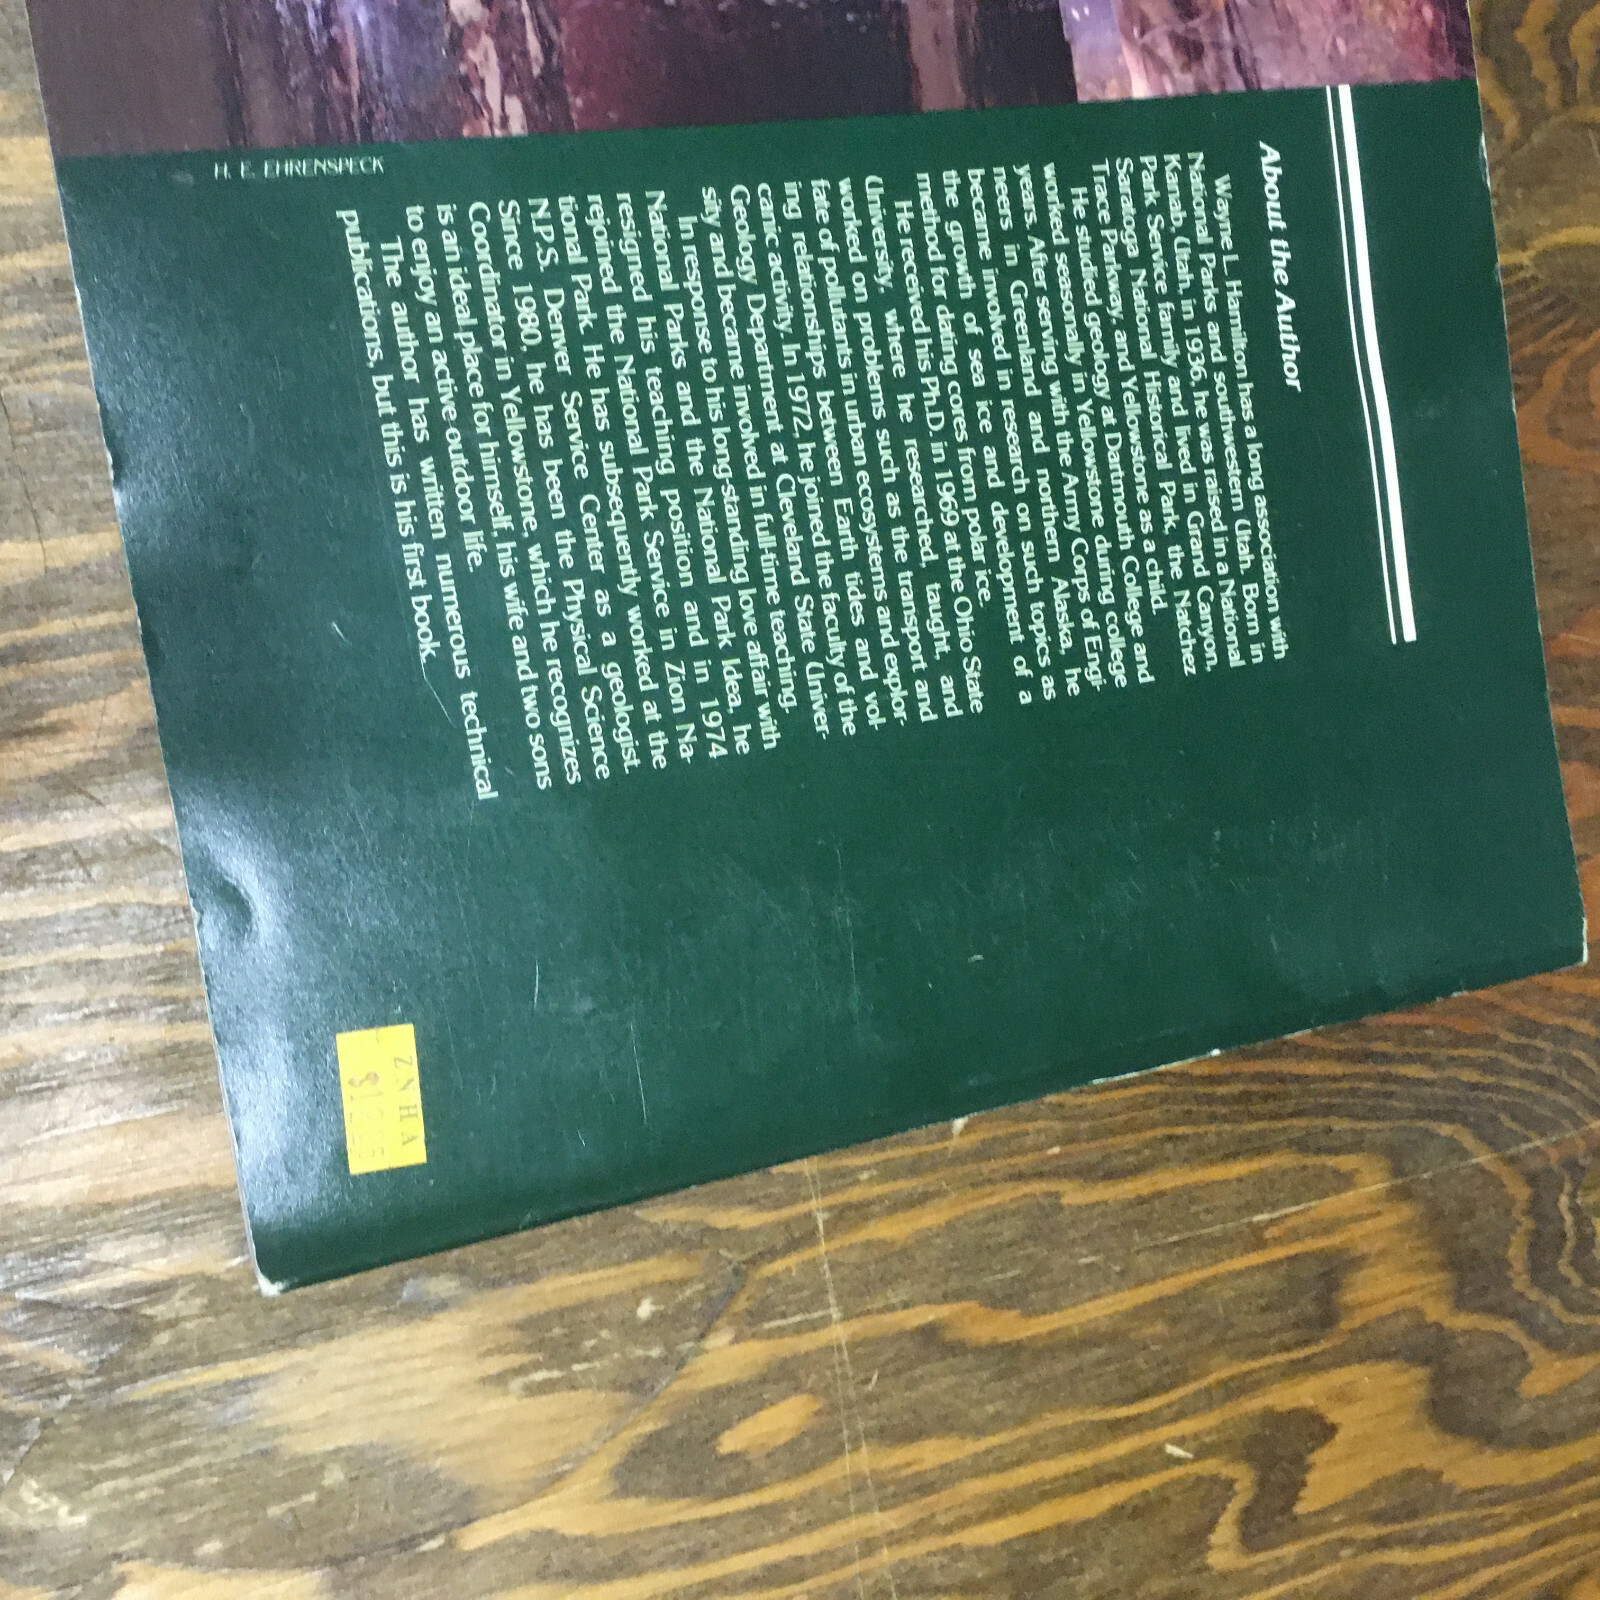 About the Author
Wayne L. Hamilton has a long association with
National Parks and southwestern Utah. Born in
Kanab, Utah, in 1936, he was raised in a National
Park Service family and lived in Grand Canyon,
Saratoga National Historical Park, the Natchez
Trace Parkway, and Yellowstone as a child.
He studied geology at Dartmouth College and
worked seasonally in Yellowstone during college
years. After serving with the Army Corps of Engi-
neers in Greenland and northern Alaska, he
became involved in research on such topics as
the growth of sea ice and development of a
method for dating cores from polar ice.
He received his Ph.D. in 1969 at the Ohio State
University, where he researched, taught, and
worked on problems such as the transport and
fate of pollutants in urban ecosystems and explor-
ing relationships between Earth tides and vol-
canic activity. In 1972, he joined the faculty of the
Geology Department at Cleveland State Univer-
sity and became involved in full-time teaching.
In response to his long-standing love affair with
National Parks and the National Park Idea, he
resigned his teaching position and in 1974
rejoined the National Park Service in Zion Na-
tional Park. He has subsequently worked at the
N.P.S. Denver Service Center as a geologist.
Since 1980, he has been the Physical Science
Coordinator in Yellowstone, which he recognizes
is an ideal place for himself, his wife and two sons
to enjoy an active outdoor life.
The author has written numerous technical
publications, but this is his first book.
H. E. EHRENSPECK
ZNHA
$12.95